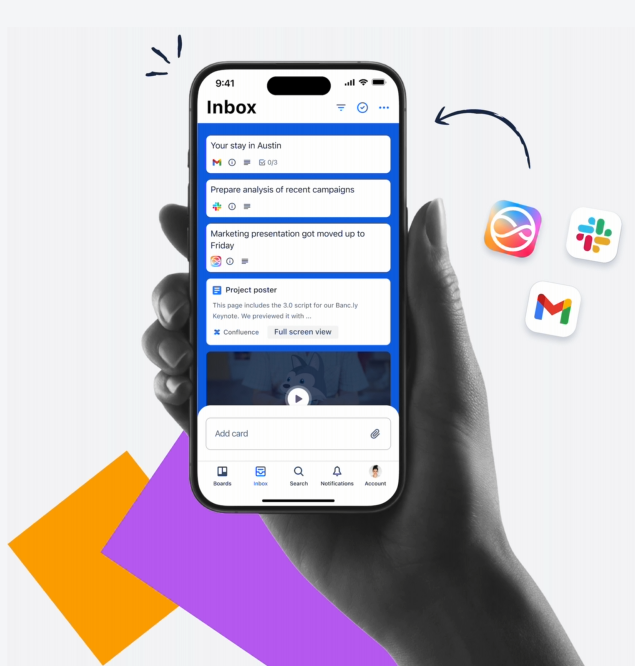 9:41
Inbox
Your stay in Austin
0/3
Prepare analysis of recent campaigns
Marketing presentation got moved up to
Friday
Project poster
This page includes the 3.0 script for our Banc.ly
Keynote. We previewed it with ...
Confluence
Full screen view
Add card
Boards
Inbox
Search
Notifications
Account